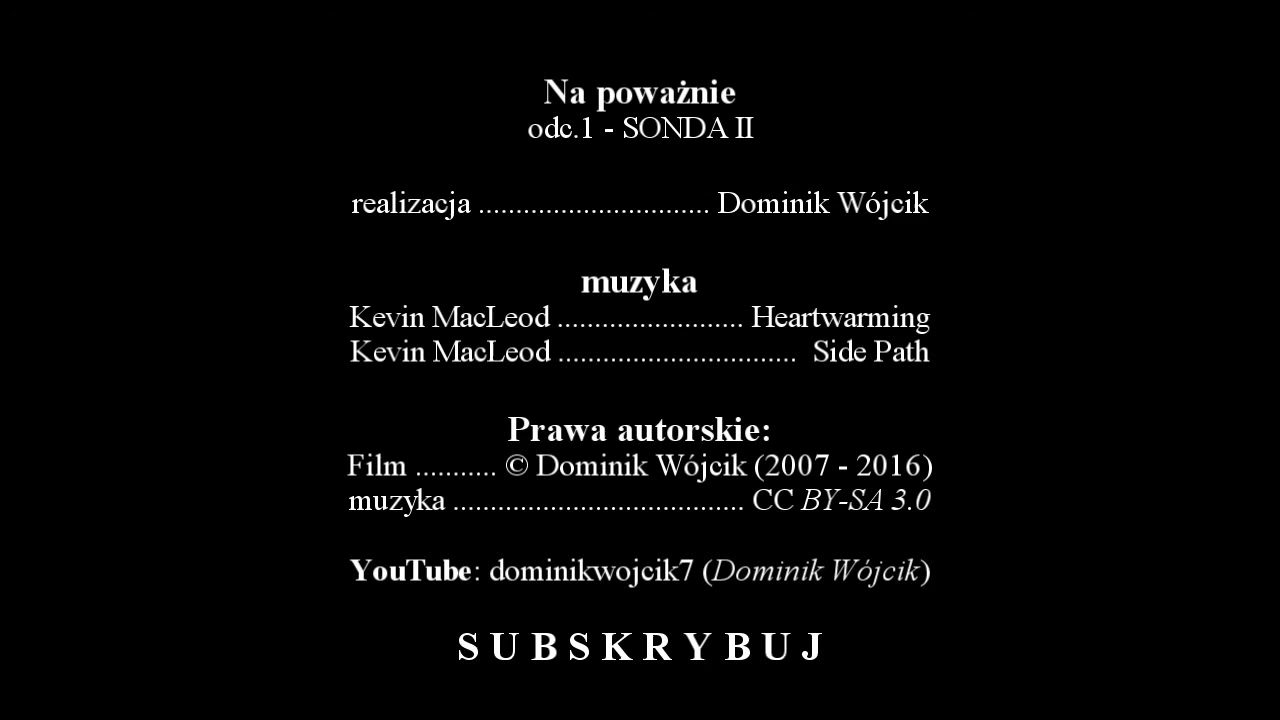 Na poważnie
odc.1 - SONDA II
realizacja ............................... Dominik Wójcik
muzyka
Kevin MacLeod ......................... Heartwarming
Kevin MacLeod ................................ Side Path
Prawa autorskie:
Film ........... © Dominik Wójcik (2007 - 2016)
muzyka ....................................... CC BY-SA 3.0
YouTube: dominikwojcik7 (Dominik Wójcik)
S U B S K R Y B U J